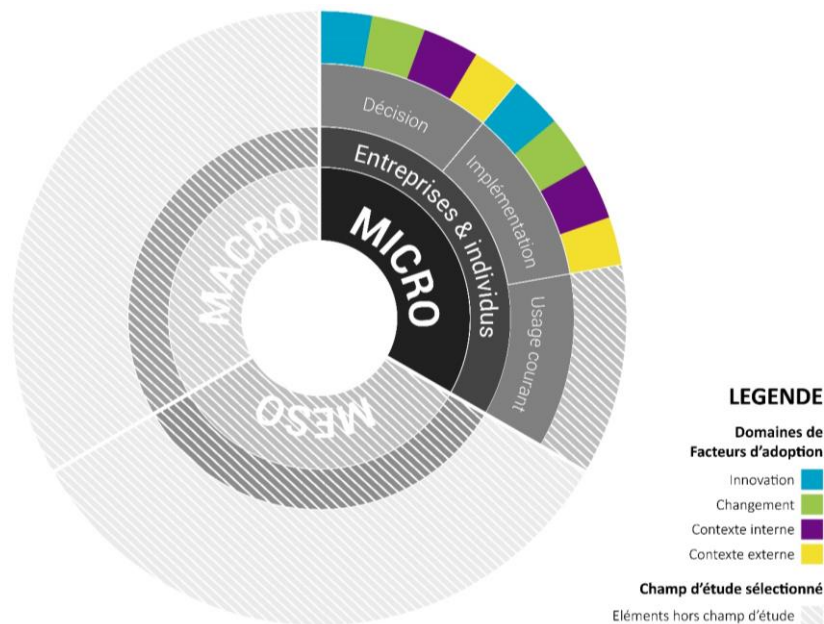 Décision
Implémentation
Usage courant
Entreprises & individus
MICRO
MACRO
MESO
LEGENDE
Domaines de
Facteurs d'adoption
Innovation
Changement
Contexte interne
Contexte externe
Champ d'étude sélectionné
Eléments hors champ d'étude